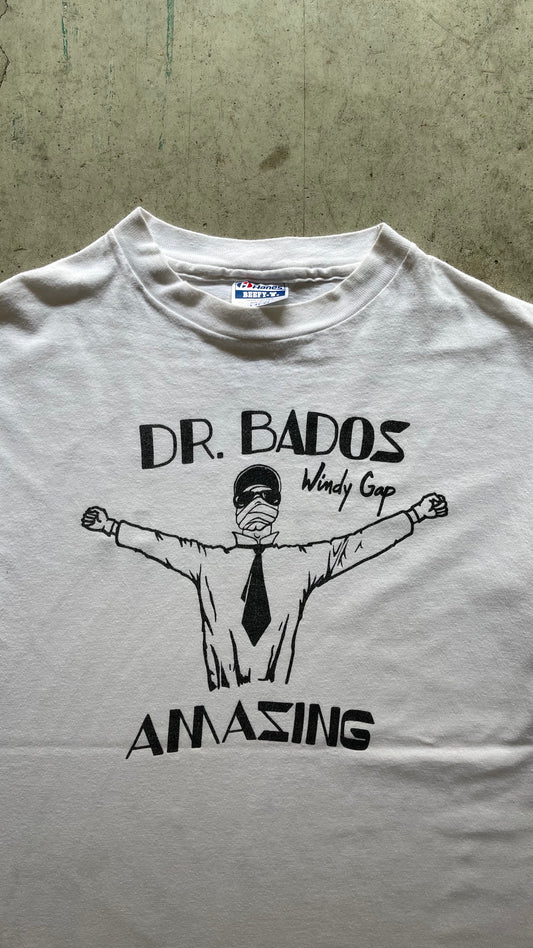 Hanes
BEEFY-T
DR. BADOS
Windy Gap
AMAZING